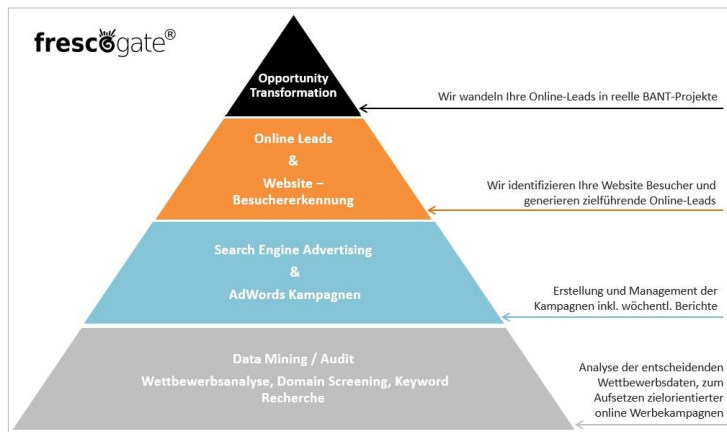 frescogate®
Opportunity
Transformation
Wir wandeln Ihre Online-Leads in reelle BANT-Projekte
Online Leads
&
Website –
Besuchererkennung
Wir identifizieren Ihre Website Besucher und
generieren zielführende Online-Leads
Search Engine Advertising
&
AdWords Kampagnen
Erstellung und Management der
Kampagnen inkl. wöchentl. Berichte
Data Mining / Audit
Wettbewerbsanalyse, Domain Screening, Keyword
Recherche
Analyse der entscheidenden
Wettbewerbsdaten, zum
Aufsetzen zielorientierter
online Werbekampagnen